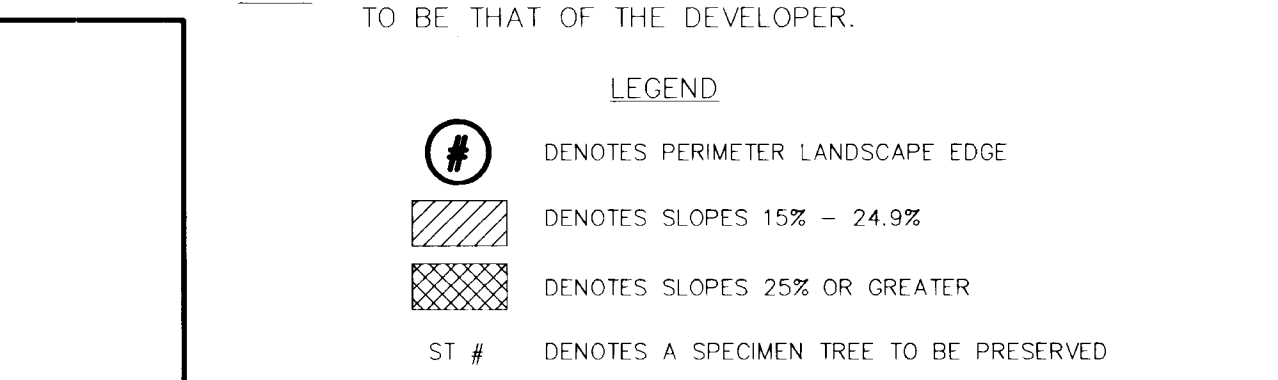 TO BE THAT OF THE DEVELOPER.
LEGEND
# DENOTES PERIMETER LANDSCAPE EDGE
DENOTES SLOPES 15% – 24.9%
DENOTES SLOPES 25% OR GREATER
ST # DENOTES A SPECIMEN TREE TO BE PRESERVED